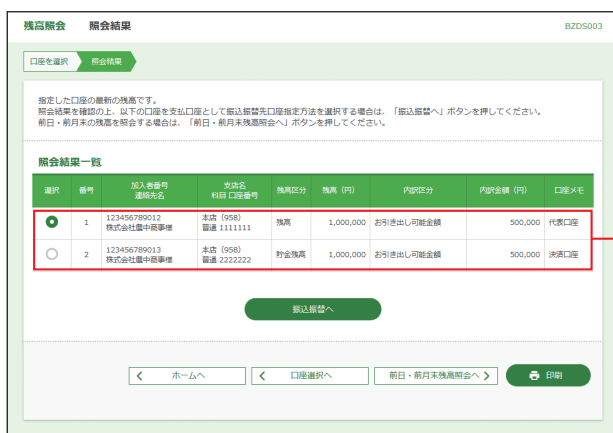 残高照会 照会結果 BZDS003
口座を選択 照会結果
指定した口座の最新の残高です。
照会結果を確認の上、以下の口座を支払口座として振込振替先口座指定方法を選択する場合は、「振込振替へ」ボタンを押してください。
前日・前月末の残高を照会する場合は、「前日・前月末残高照会へ」ボタンを押してください。
照会結果一覧
選択 番号 加入者番号 連絡先名 支店名 科目 口座番号 残高区分 残高（円） 内訳区分 内訳金額（円） 口座メモ
1 123456789012 株式会社豊中商事様 本店（958） 普通 1111111 残高 1,000,000 お引き出し可能金額 500,000 代表口座
2 123456789013 株式会社豊中商事様 本店（958） 普通 2222222 貯金残高 1,000,000 お引き出し可能金額 500,000 決済口座
振込振替へ
ホームへ 口座選択へ 前日・前月末残高照会へ 印刷